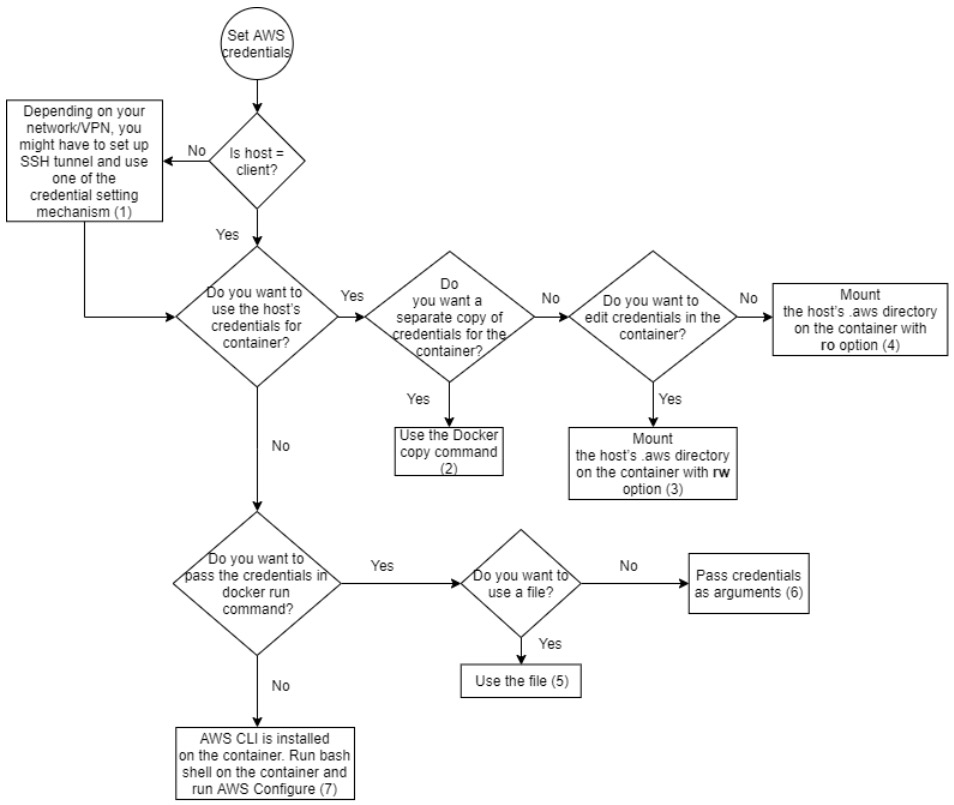 Set AWS
credentials
Depending on your
network/VPN, you
might have to set up
SSH tunnel and use
one of the
credential setting
mechanism (1)
No
Is host =
client?
Yes
Do you want to
use the host's
credentials for
container?
Yes
Do
you want a
separate copy of
credentials for the
container?
No
Do you want to
edit credentials in the
container?
No
Mount
the host's .aws directory
on the container with
ro option (4)
Yes
Use the Docker
copy command
(2)
Yes
Mount
the host's .aws directory
on the container with rw
option (3)
No
Do you want to
pass the credentials in
docker run
command?
Yes
Do you want to
use a file?
No
Pass credentials
as arguments (6)
Yes
Use the file (5)
No
AWS CLI is installed
on the container. Run bash
shell on the container and
run AWS Configure (7)